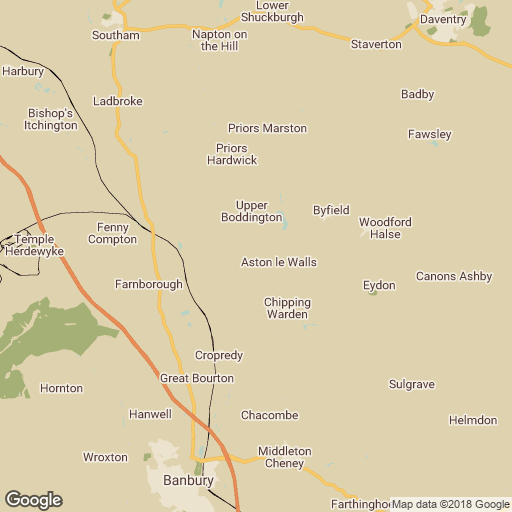 Lower
Shuckburgh
Daventry
Southam
Napton on
the Hill
Staverton
Harbury
Badby
Ladbroke
Bishop's
Itchington
Priors Marston
Fawsley
Priors
Hardwick
Upper
Boddington
Byfield
Woodford
Halse
Fenny
Compton
Temple
Herdewyke
Aston le Walls
Canons Ashby
Farnborough
Eydon
Chipping
Warden
Cropredy
Great Bourton
Sulgrave
Hornton
Hanwell
Chacombe
Helmdon
Wroxton
Middleton
Cheney
Banbury
Google
Farthingho
Map data ©2018 Google